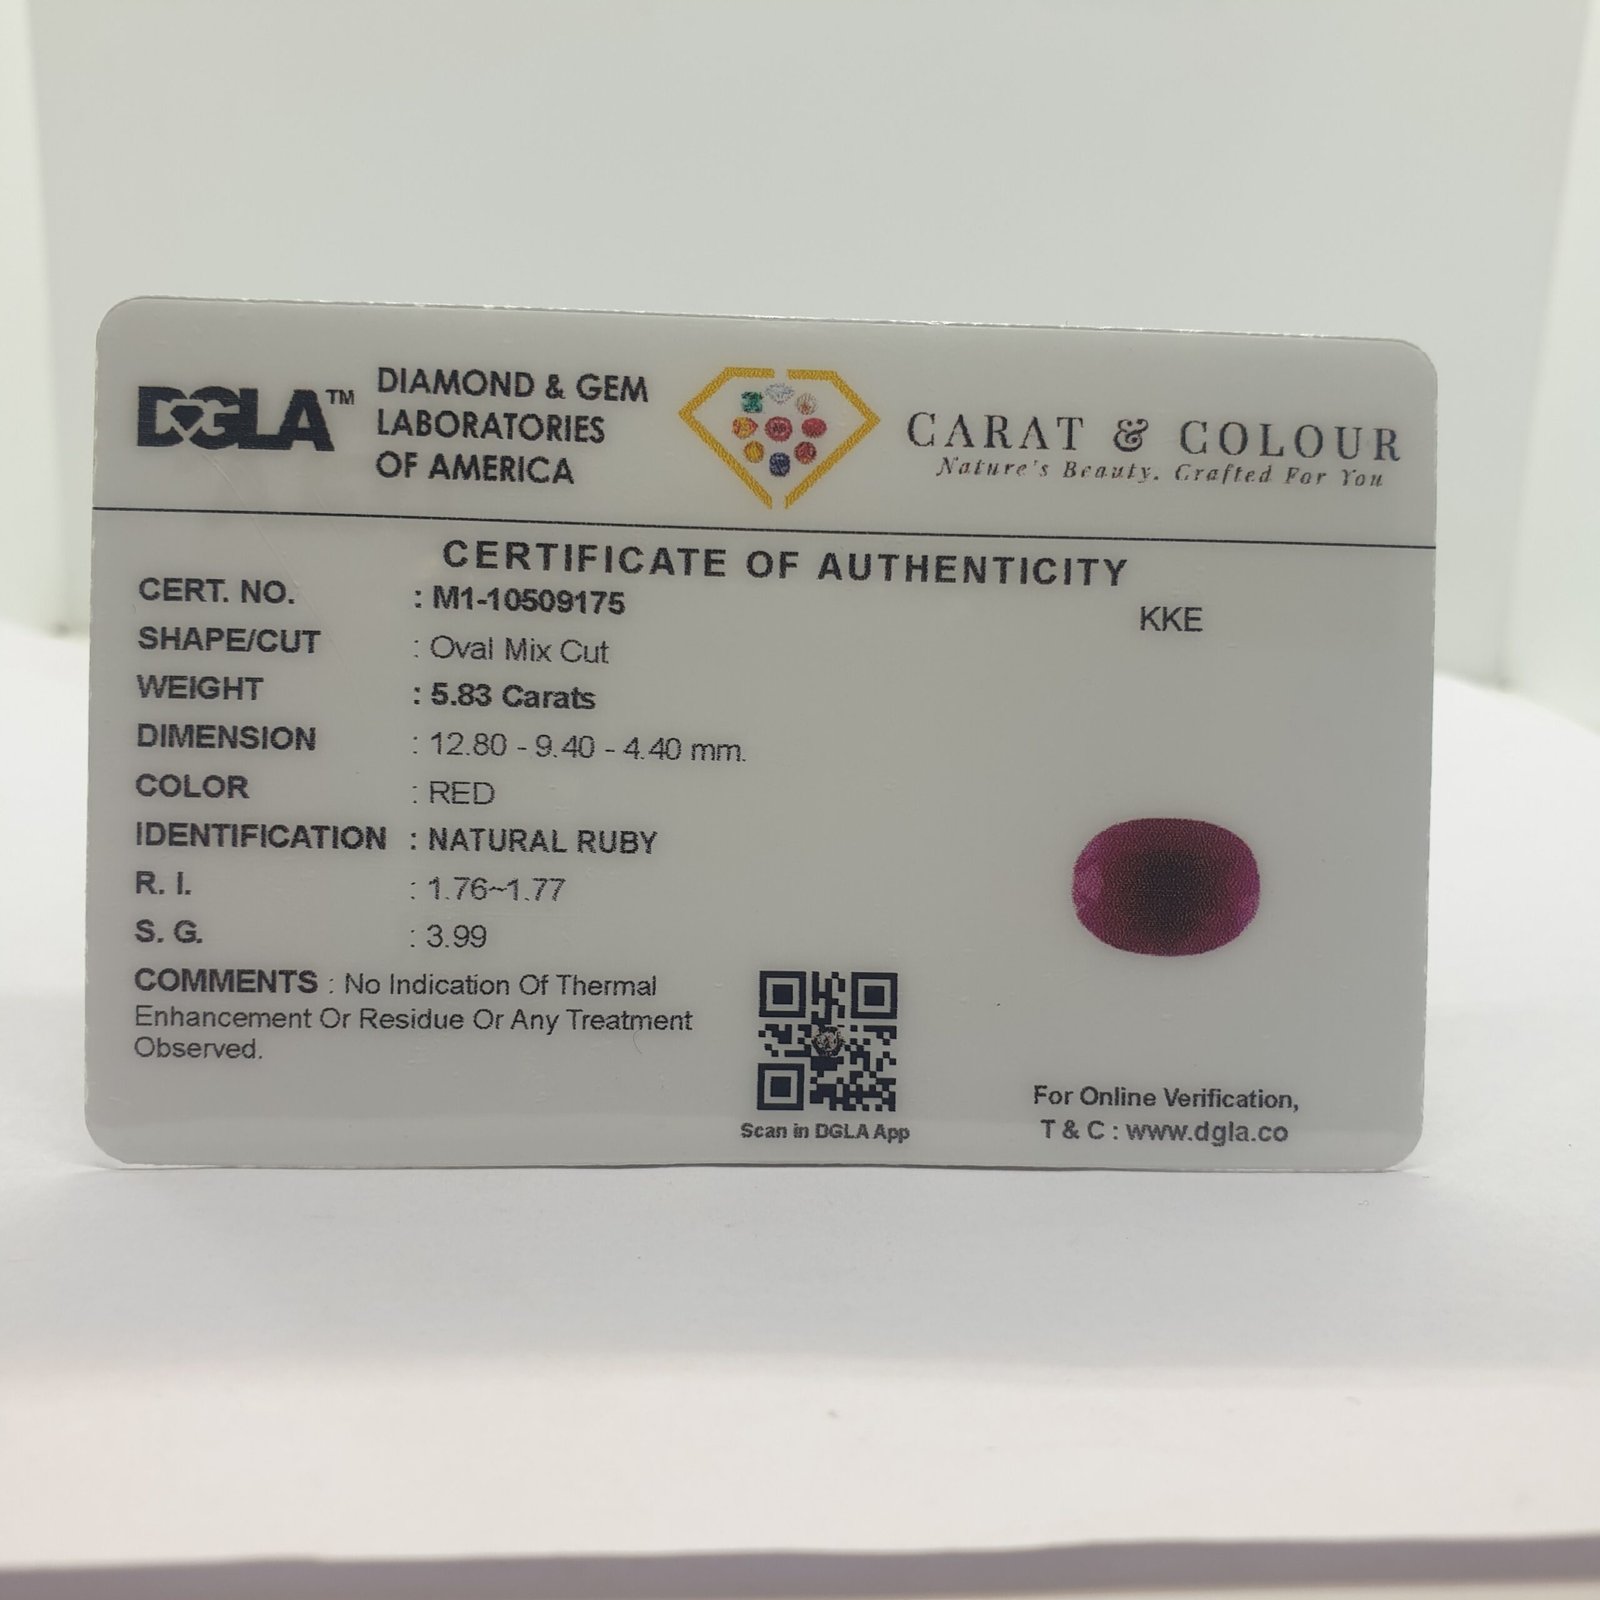 DGLA™
DIAMOND & GEM
LABORATORIES
OF AMERICA
CARAT & COLOUR
Nature's Beauty. Crafted For You
CERTIFICATE OF AUTHENTICITY
CERT. NO. : M1-10509175
KKE
SHAPE/CUT : Oval Mix Cut
WEIGHT : 5.83 Carats
DIMENSION : 12.80 - 9.40 - 4.40 mm.
COLOR : RED
IDENTIFICATION : NATURAL RUBY
R. I. : 1.76~1.77
S. G. : 3.99
COMMENTS : No Indication Of Thermal
Enhancement Or Residue Or Any Treatment
Observed.
Scan in DGLA App
For Online Verification,
T & C : www.dgla.co